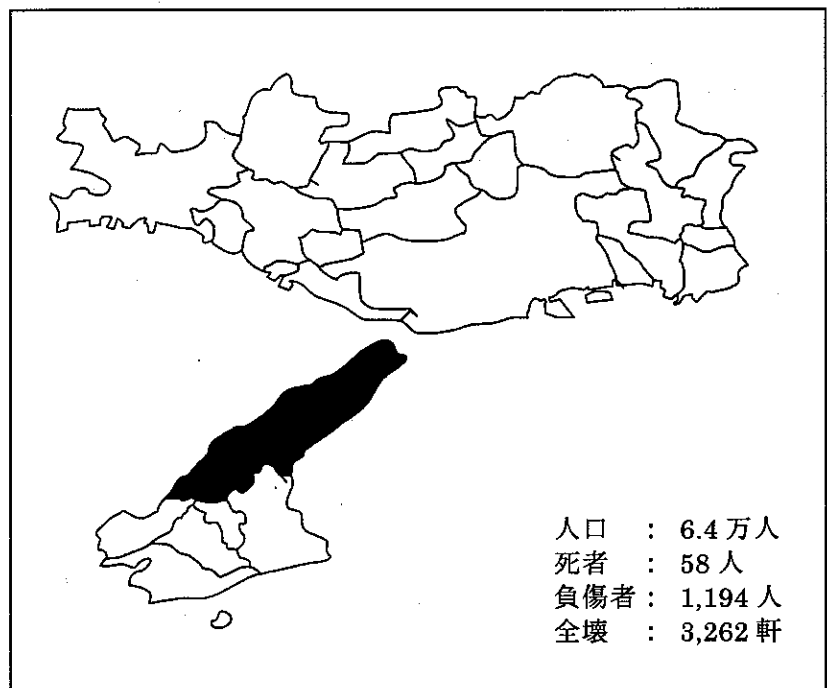 人口 : 6.4 万人
死者 : 58 人
負傷者 : 1,194 人
全壊 : 3,262 軒